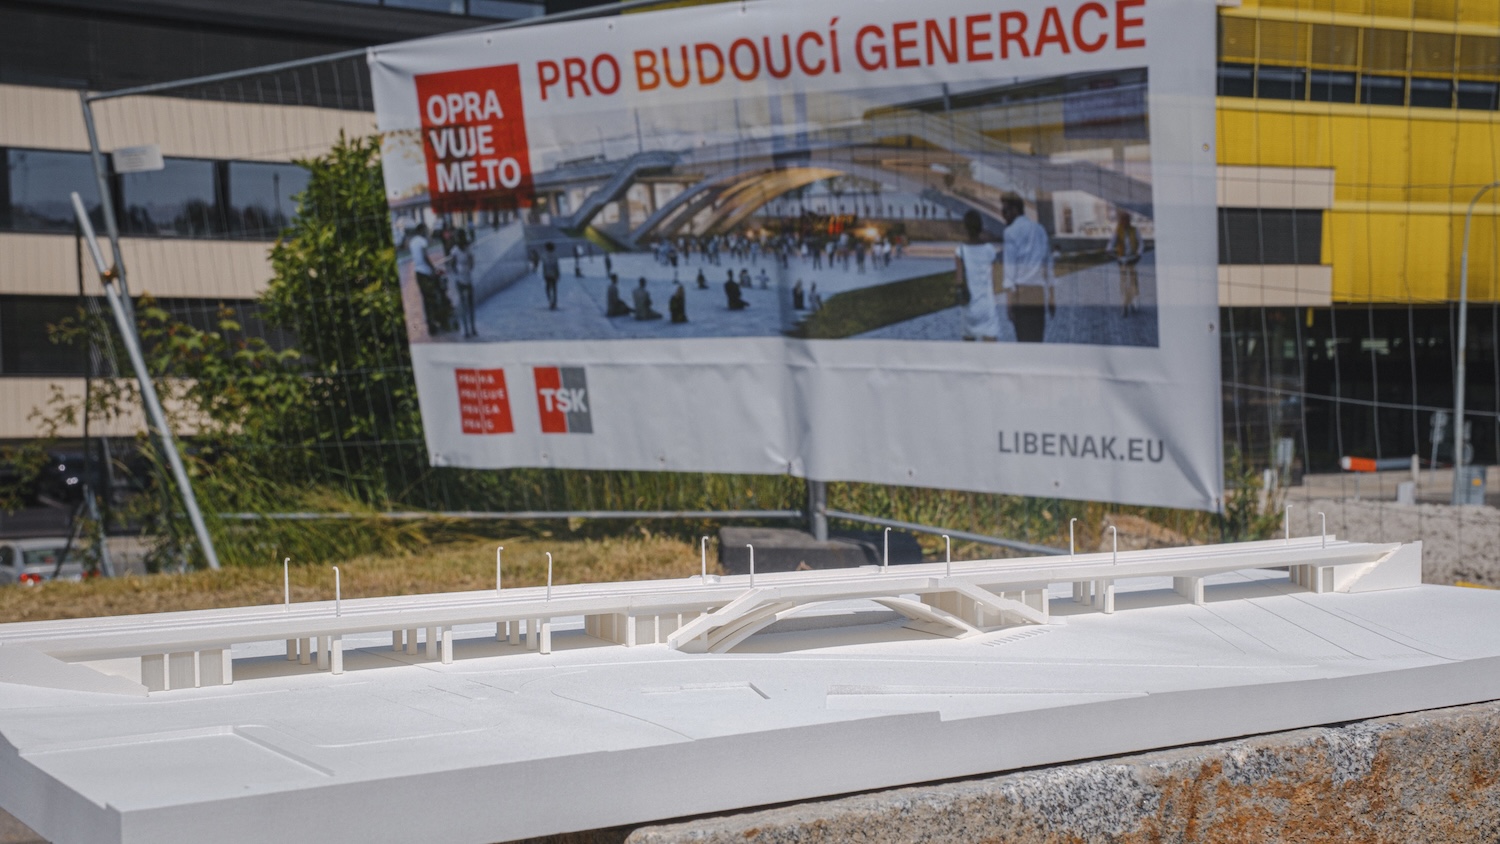 PRO BUDOUCÍ GENERACE
OPRA
VUJE
ME.TO
PRAHA
PRAGUE
PRAGA
PRAG
TSK
LIBENAK.EU